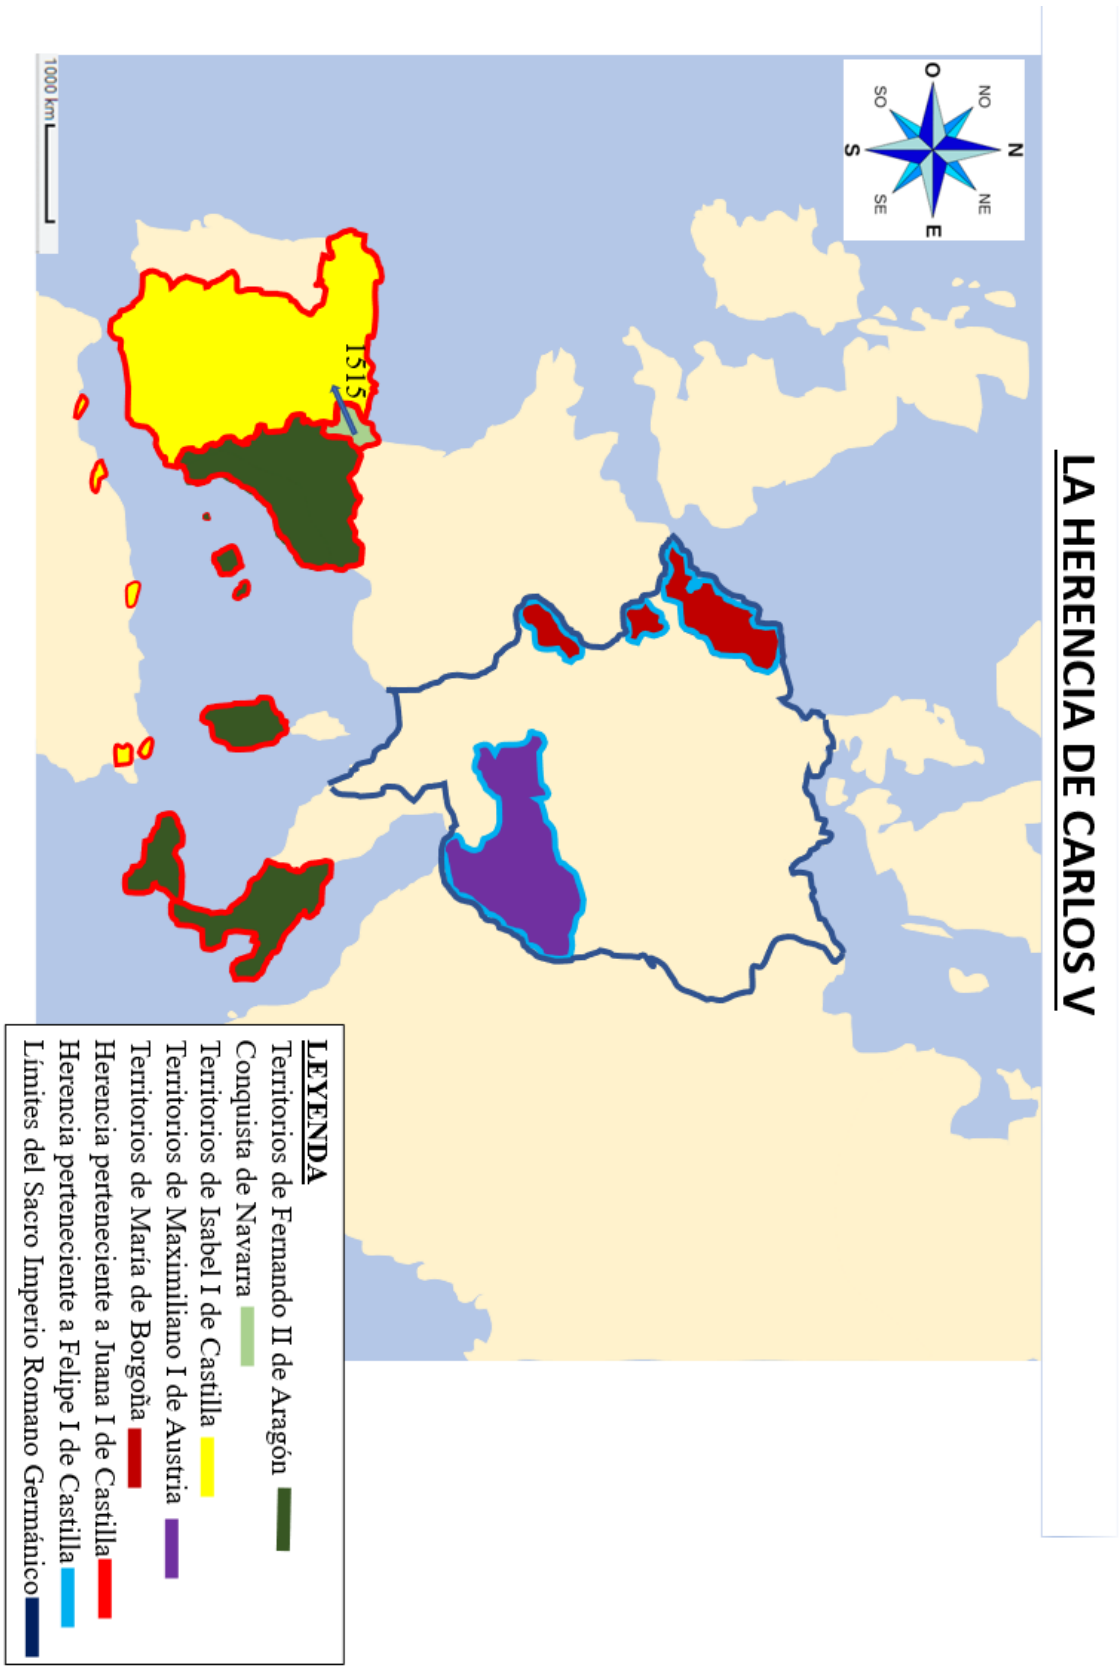 LA HERENCIA DE CARLOS V
N
NO
NE
O
E
SO
SE
S
1515
1000 km
LEYENDA
Territorios de Fernando II de Aragón
Conquista de Navarra
Territorios de Isabel I de Castilla
Territorios de Maximiliano I de Austria
Territorios de María de Borgoña
Herencia perteneciente a Juana I de Castilla
Herencia perteneciente a Felipe I de Castilla
Límites del Sacro Imperio Romano Germánico